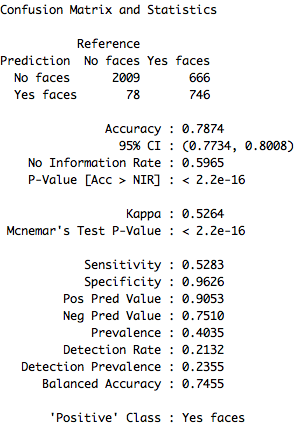 Confusion Matrix and Statistics
Reference
Prediction No faces Yes faces
No faces 2009 666
Yes faces 78 746
Accuracy : 0.7874
95% CI : (0.7734, 0.8008)
No Information Rate : 0.5965
P-Value [Acc > NIR] : < 2.2e-16
Kappa : 0.5264
Mcnemar's Test P-Value : < 2.2e-16
Sensitivity : 0.5283
Specificity : 0.9626
Pos Pred Value : 0.9053
Neg Pred Value : 0.7510
Prevalence : 0.4035
Detection Rate : 0.2132
Detection Prevalence : 0.2355
Balanced Accuracy : 0.7455
'Positive' Class : Yes faces